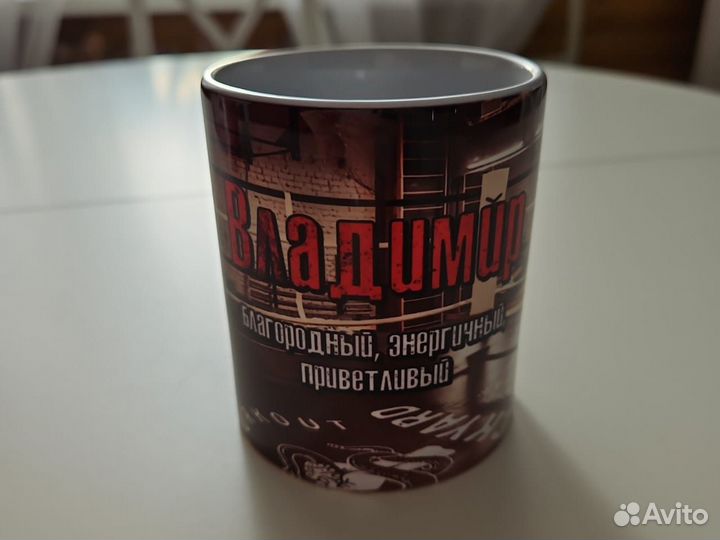 Владимир
благородный, энергичный,
приветливый
Avito